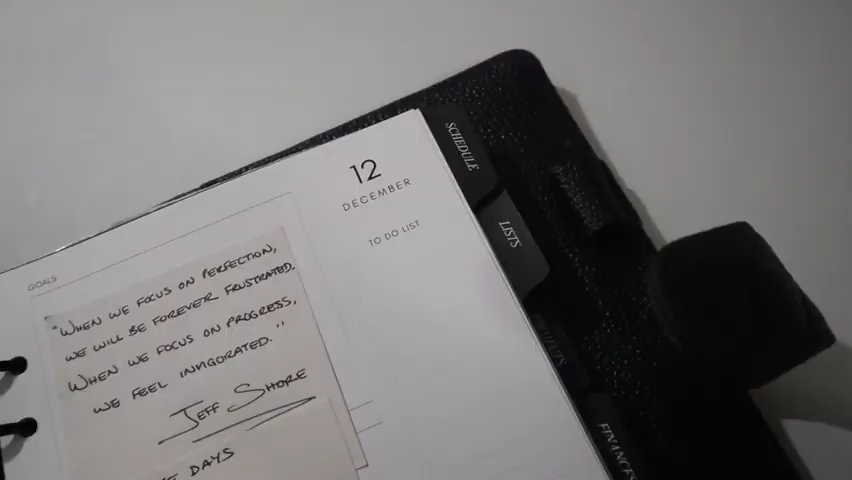 SCHEDULE
12
DECEMBER
LISTS
TO DO LIST
GOALS
"WHEN WE FOCUS ON PERFECTION,
WE WILL BE FOREVER FRUSTRATED.
WHEN WE FOCUS ON PROGRESS,
WE FEEL INVIGORATED."
JEFF SHORE
DAYS
FINANCES